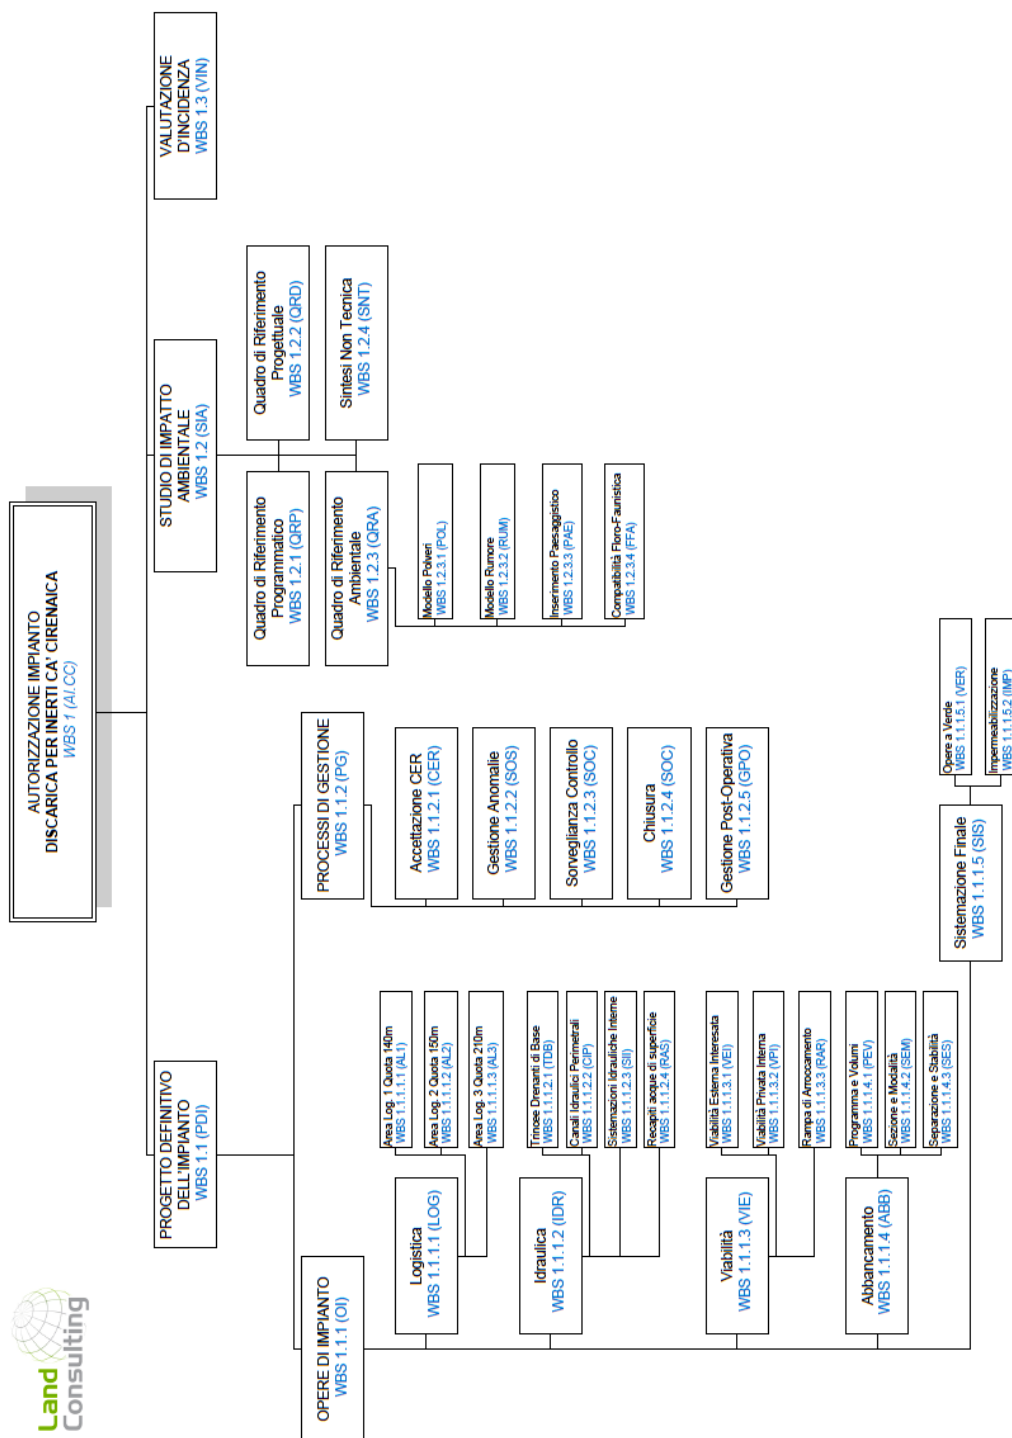 Land
Consulting
AUTORIZZAZIONE IMPIANTO
DISCARICA PER INERTI CA' CIRENAICA
WBS 1 (AI.CC)
PROGETTO DEFINITIVO
DELL'IMPIANTO
WBS 1.1 (PDI)
STUDIO DI IMPATTO
AMBIENTALE
WBS 1.2 (SIA)
VALUTAZIONE
D'INCIDENZA
WBS 1.3 (VIN)
OPERE DI IMPIANTO
WBS 1.1.1 (OI)
PROCESSI DI GESTIONE
WBS 1.1.2 (PG)
Logistica
WBS 1.1.1.1 (LOG)
Area Log. 1 Quota 140m
WBS 1.1.1.1.1 (AL1)
Area Log. 2 Quota 150m
WBS 1.1.1.1.2 (AL2)
Area Log. 3 Quota 210m
WBS 1.1.1.1.3 (AL3)
Idraulica
WBS 1.1.1.2 (IDR)
Trincee Drenanti di Base
WBS 1.1.1.2.1 (TDB)
Canali Idraulici Perimetrali
WBS 1.1.1.2.2 (CIP)
Sistemazioni Idrauliche Interne
WBS 1.1.1.2.3 (SII)
Recapiti acque di superficie
WBS 1.1.1.2.4 (RAS)
Viabilità
WBS 1.1.1.3 (VIE)
Viabilità Esterna Interesata
WBS 1.1.1.3.1 (VEI)
Viabilità Privata Interna
WBS 1.1.1.3.2 (VPI)
Rampa di Arroccamento
WBS 1.1.1.3.3 (RAR)
Abbancamento
WBS 1.1.1.4 (ABB)
Programma e Volumi
WBS 1.1.1.4.1 (PEV)
Sezione e Modalità
WBS 1.1.1.4.2 (SEM)
Separazione e Stabilità
WBS 1.1.1.4.3 (SES)
Sistemazione Finale
WBS 1.1.1.5 (SIS)
Opere a Verde
WBS 1.1.1.5.1 (VER)
Impermeabilizzazione
WBS 1.1.1.5.2 (IMP)
Accettazione CER
WBS 1.1.2.1 (CER)
Gestione Anomalie
WBS 1.1.2.2 (SOS)
Sorveglianza Controllo
WBS 1.1.2.3 (SOC)
Chiusura
WBS 1.1.2.4 (SOC)
Gestione Post-Operativa
WBS 1.1.2.5 (GPO)
Quadro di Riferimento
Programmatico
WBS 1.2.1 (QRP)
Quadro di Riferimento
Progettuale
WBS 1.2.2 (QRD)
Quadro di Riferimento
Ambientale
WBS 1.2.3 (QRA)
Sintesi Non Tecnica
WBS 1.2.4 (SNT)
Modello Polveri
WBS 1.2.3.1 (POL)
Modello Rumore
WBS 1.2.3.2 (RUM)
Inserimento Paesaggistico
WBS 1.2.3.3 (PAE)
Compatibilità Floro-Faunistica
WBS 1.2.3.4 (FFA)